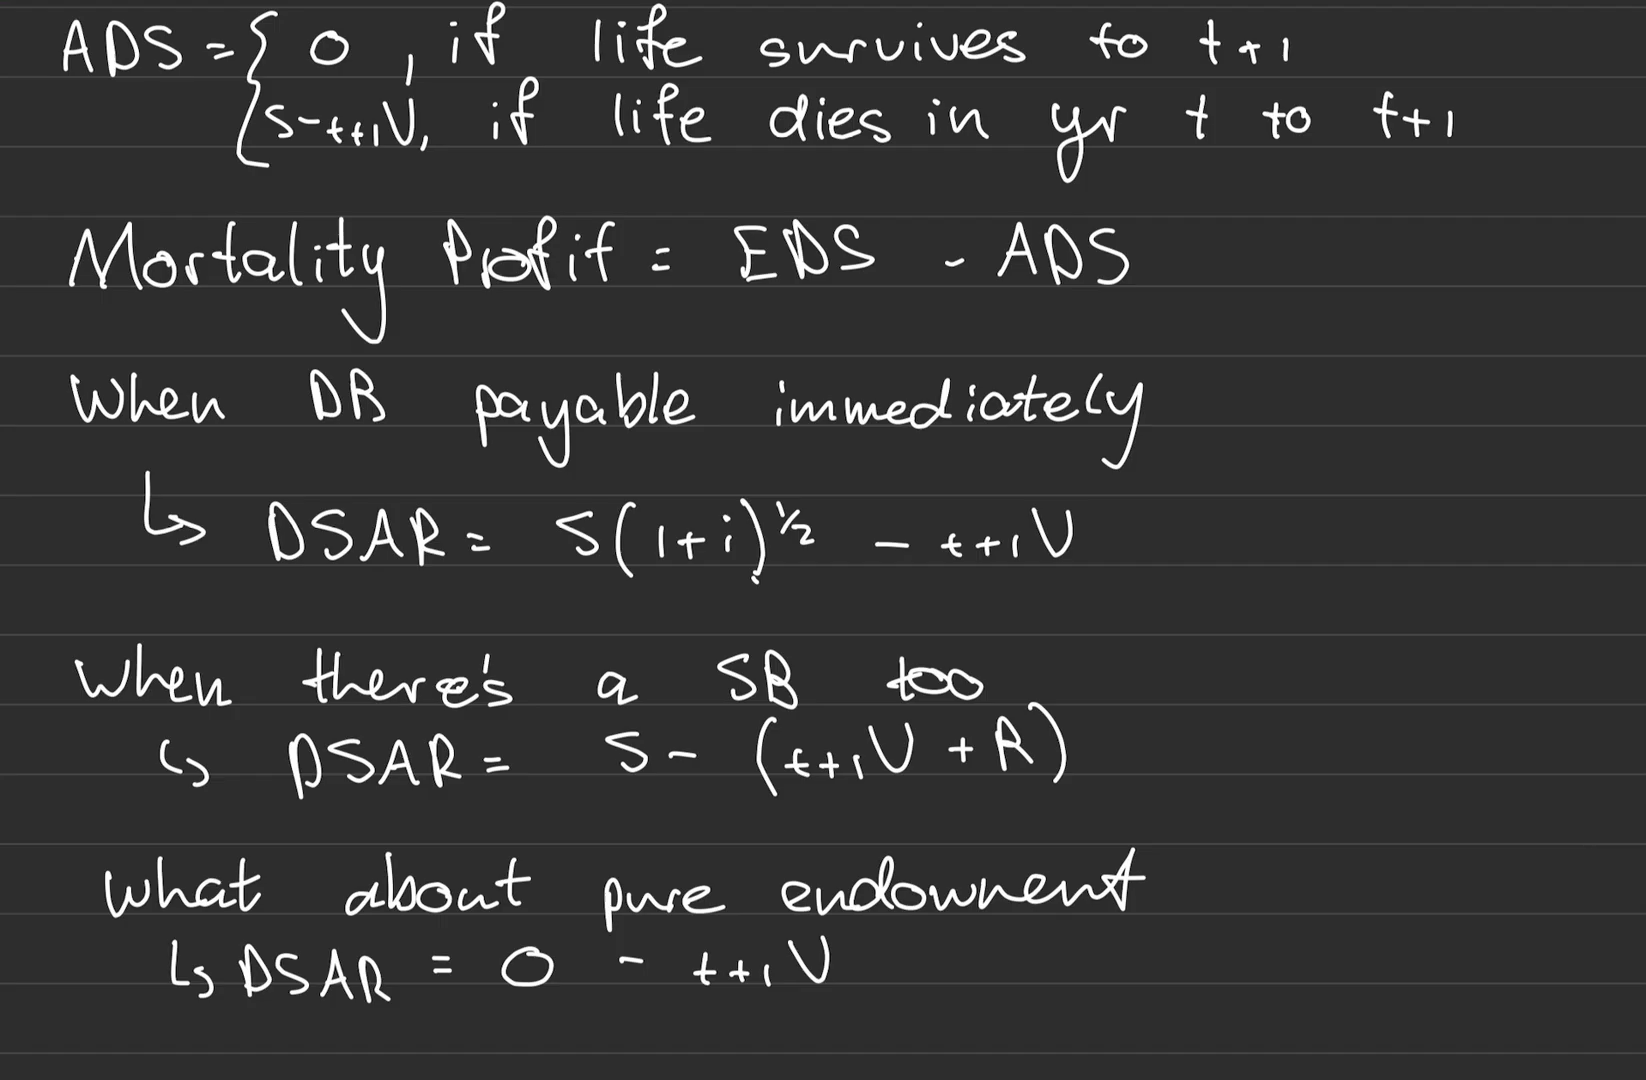 ADS = { 0 , if life survives to t+1
{ S - t+1V, if life dies in yr t to t+1
Mortality Profit = EDS - ADS
When DB payable immediately
↳ DSAR = S(1+i)^½ - t+1V
When there's a SB too
↳ DSAR = S - (t+1V + R)
What about pure endowment
↳ DSAR = 0 - t+1V